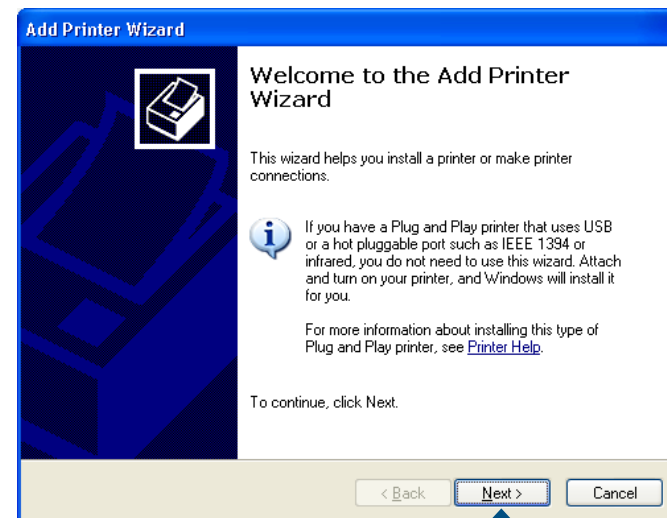 Add Printer Wizard
Welcome to the Add Printer
Wizard
This wizard helps you install a printer or make printer
connections.
If you have a Plug and Play printer that uses USB
or a hot pluggable port such as IEEE 1394 or
infrared, you do not need to use this wizard. Attach
and turn on your printer, and Windows will install it
for you.
For more information about installing this type of
Plug and Play printer, see Printer Help.
To continue, click Next.
< Back Next > Cancel